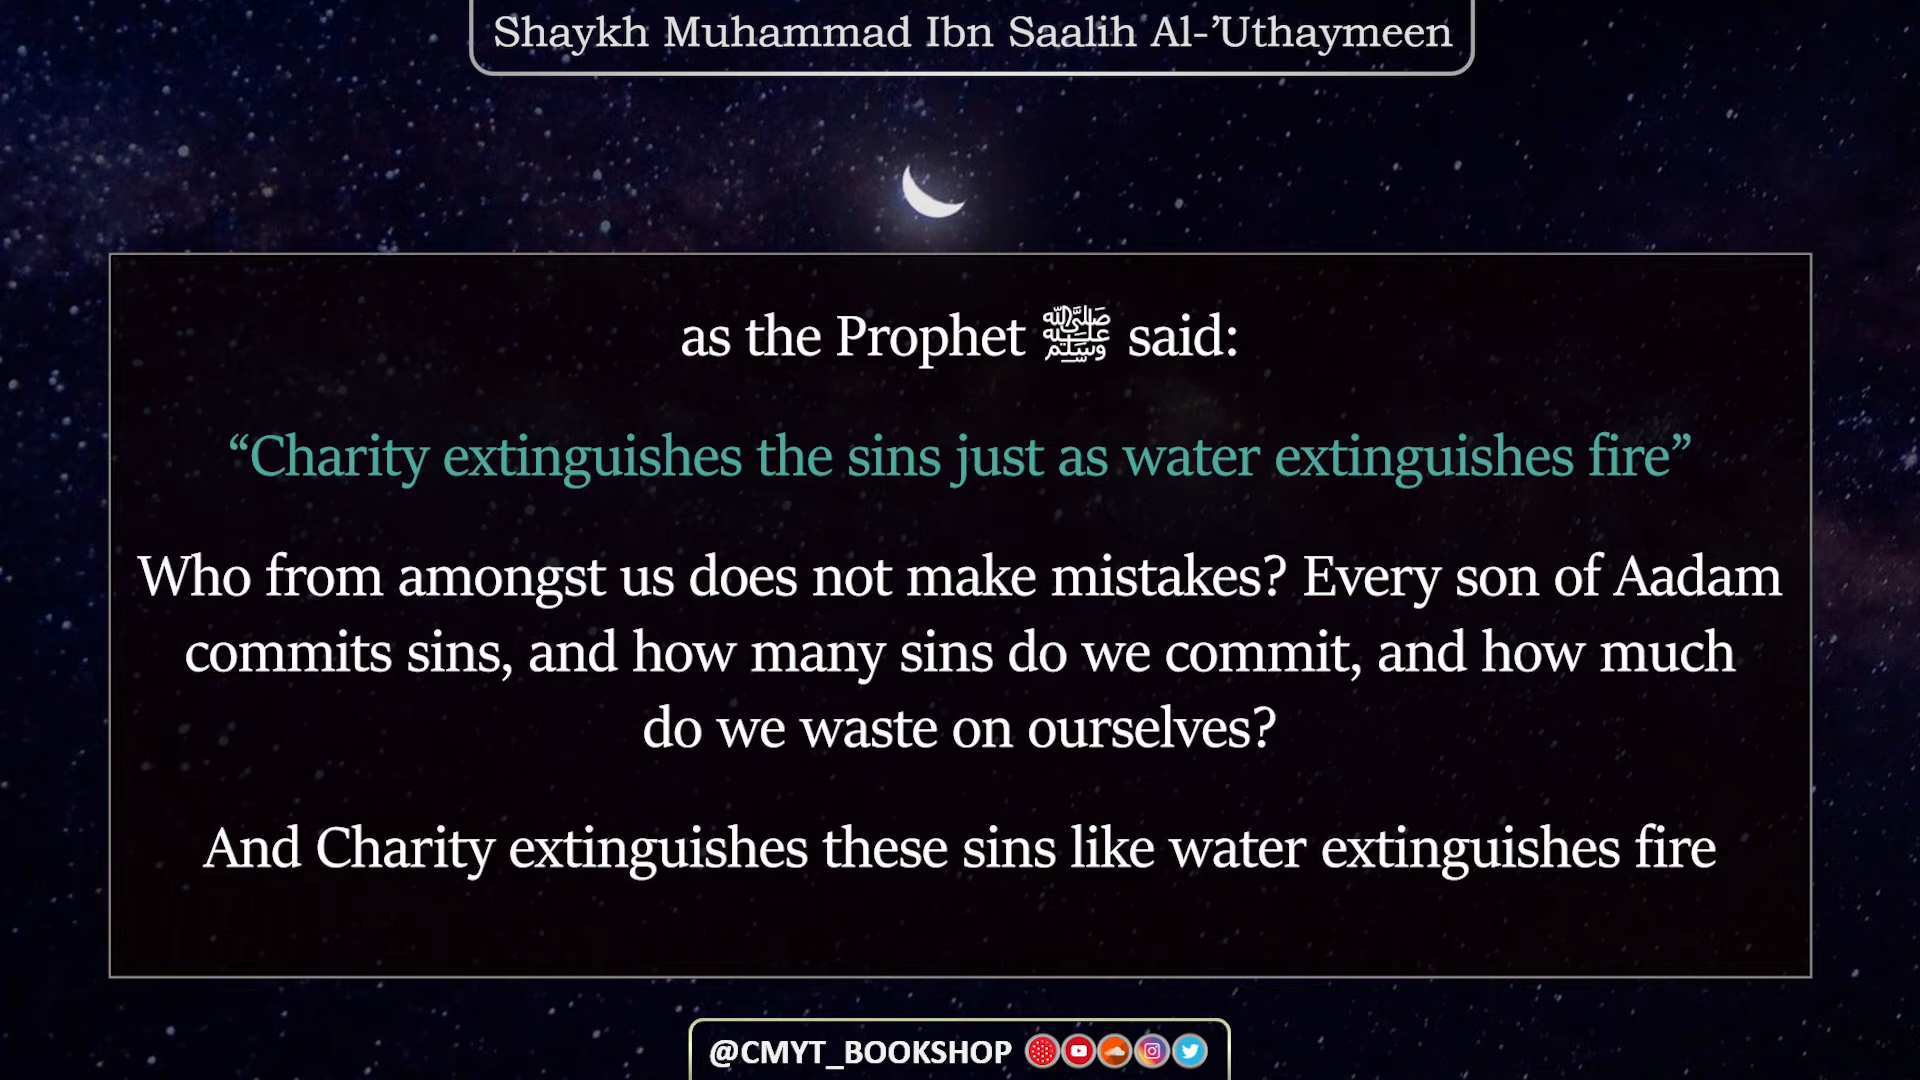 Shaykh Muhammad Ibn Saalih Al-’Uthaymeen
as the Prophet ﷺ said:
“Charity extinguishes the sins just as water extinguishes fire”
Who from amongst us does not make mistakes? Every son of Aadam
commits sins, and how many sins do we commit, and how much
do we waste on ourselves?
And Charity extinguishes these sins like water extinguishes fire
@CMYT_BOOKSHOP